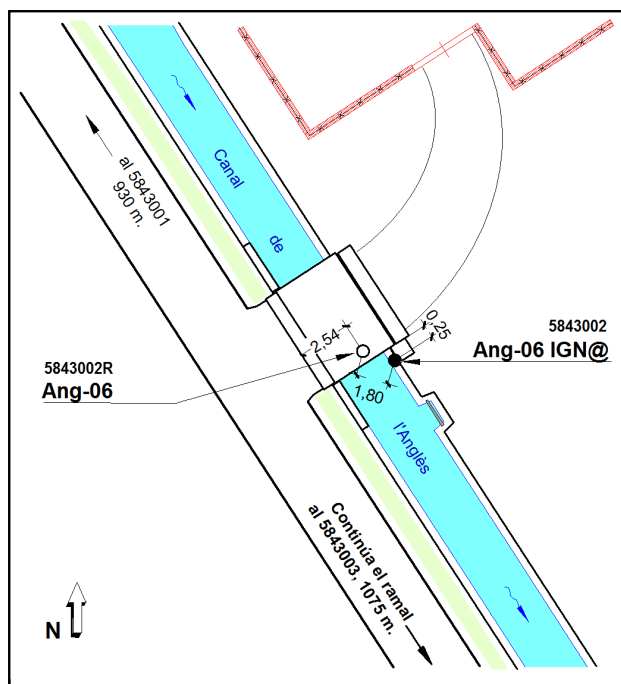 al 5843001
930 m.
Canal
de
2,54
0,25
5843002
Ang-06 IGN@
5843002R
Ang-06
1,80
l'Anglès
Continúa el ramal
al 5843003, 1075 m.
N